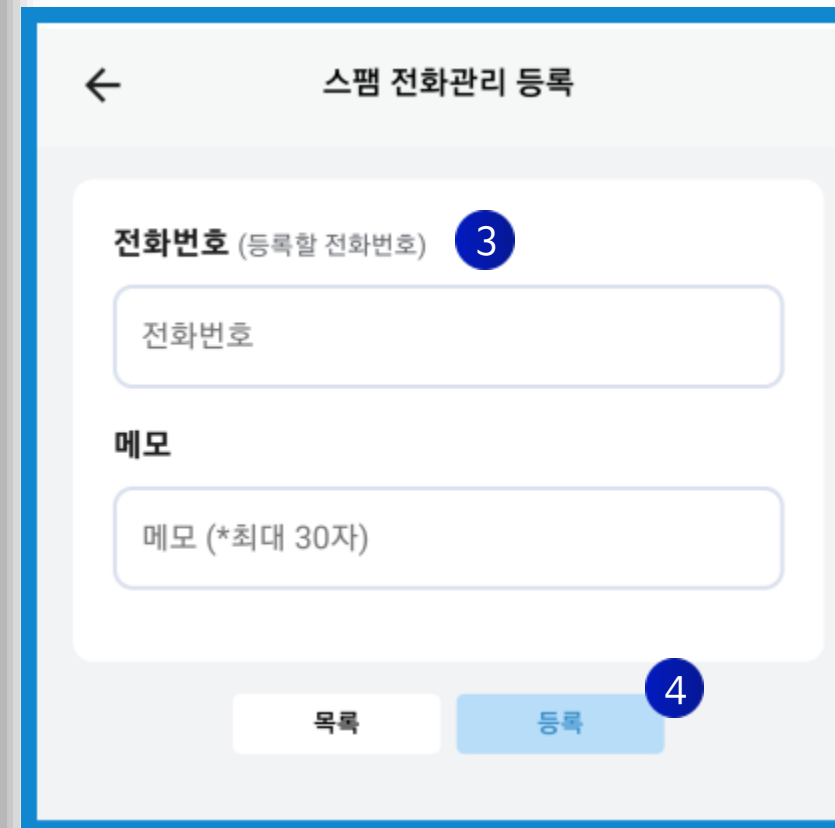 스팸 전화관리 등록
전화번호 (등록할 전화번호) 3
전화번호
메모
메모 (*최대 30자)
4
목록 등록